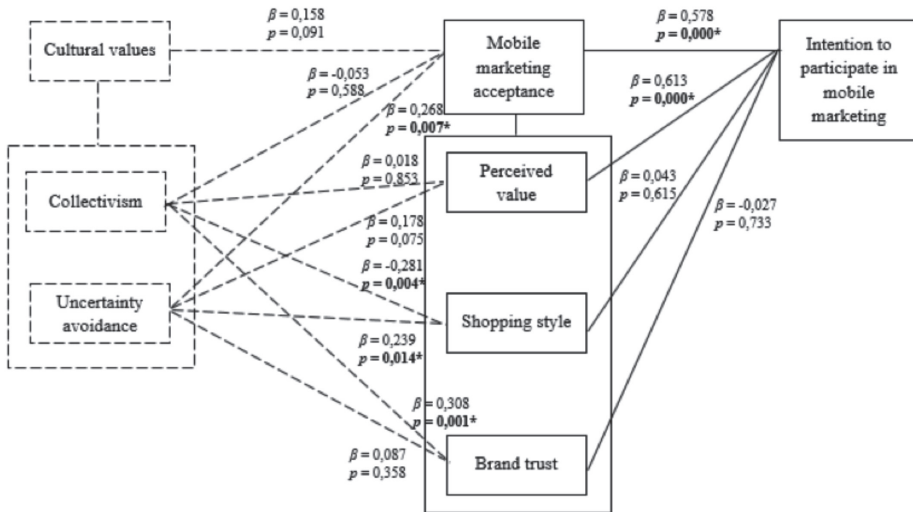 β = 0,158
p = 0,091
β = 0,578
p = 0,000*
Cultural values
Mobile
marketing
acceptance
Intention to
participate in
mobile
marketing
β = -0,053
p = 0,588
β = 0,613
p = 0,000*
β = 0,268
p = 0,007*
β = 0,018
p = 0,853
Collectivism
Perceived
value
β = 0,043
p = 0,615
β = -0,027
p = 0,733
β = 0,178
p = 0,075
β = -0,281
p = 0,004*
Uncertainty
avoidance
Shopping style
β = 0,239
p = 0,014*
β = 0,308
p = 0,001*
β = 0,087
p = 0,358
Brand trust